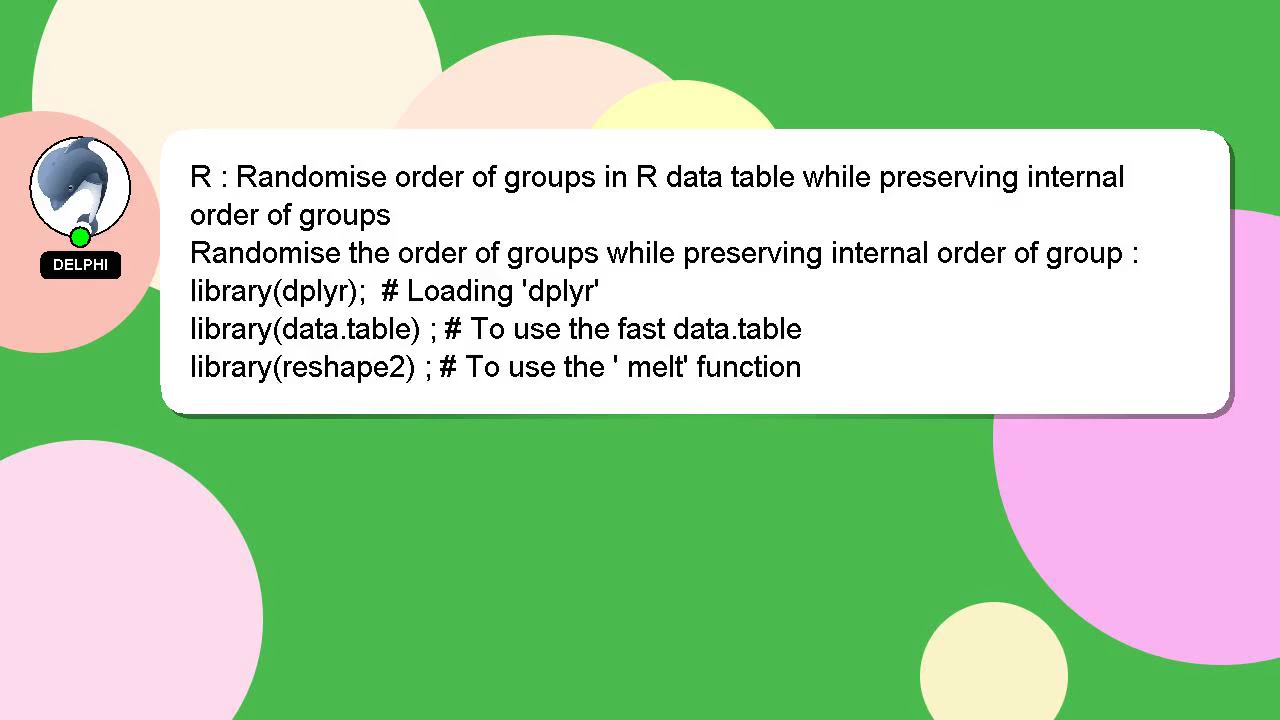 R : Randomise order of groups in R data table while preserving internal
order of groups
Randomise the order of groups while preserving internal order of group :
library(dplyr);  # Loading 'dplyr'
library(data.table) ; # To use the fast data.table
library(reshape2) ; # To use the ' melt' function
DELPHI